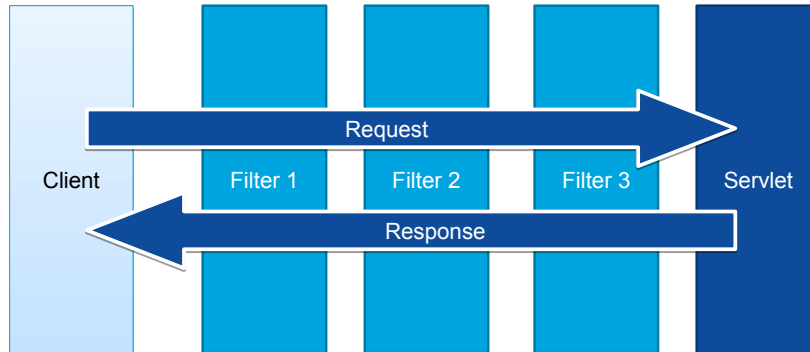 Request
Client
Filter 1
Filter 2
Filter 3
Servlet
Response